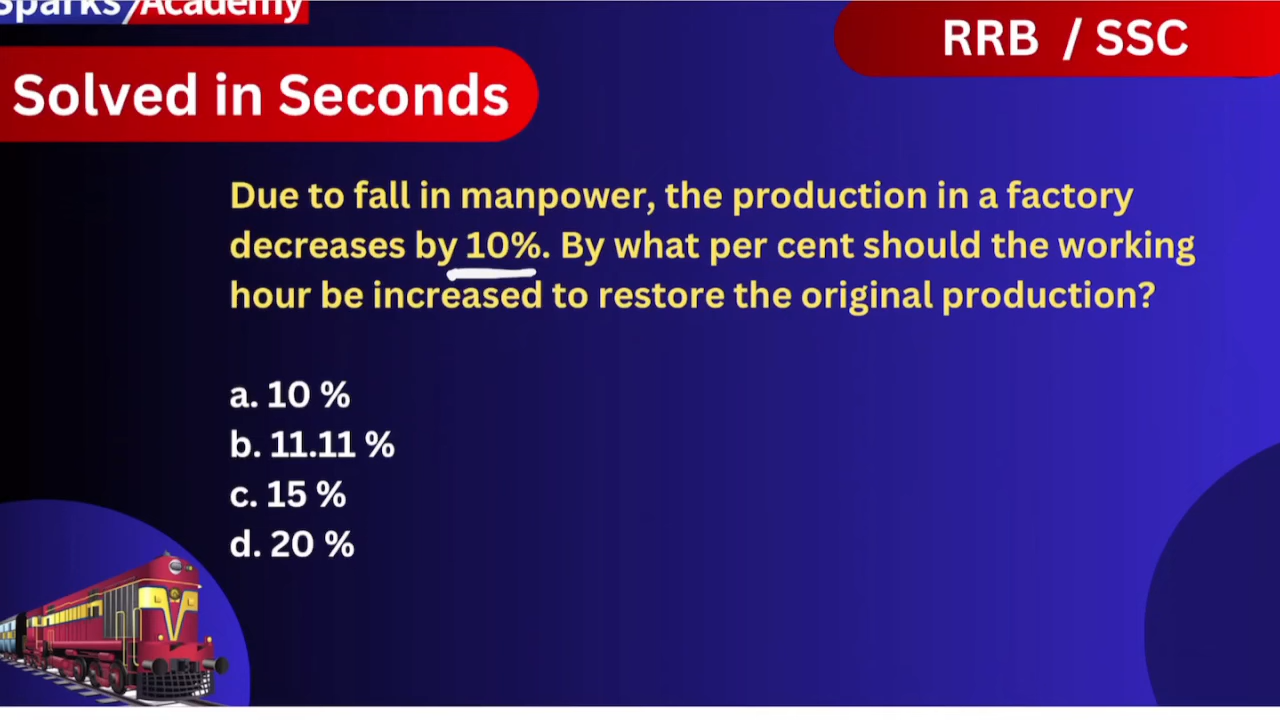 Sparks Academy
RRB / SSC
Solved in Seconds
Due to fall in manpower, the production in a factory
decreases by 10%. By what per cent should the working
hour be increased to restore the original production?
a. 10 %
b. 11.11 %
c. 15 %
d. 20 %